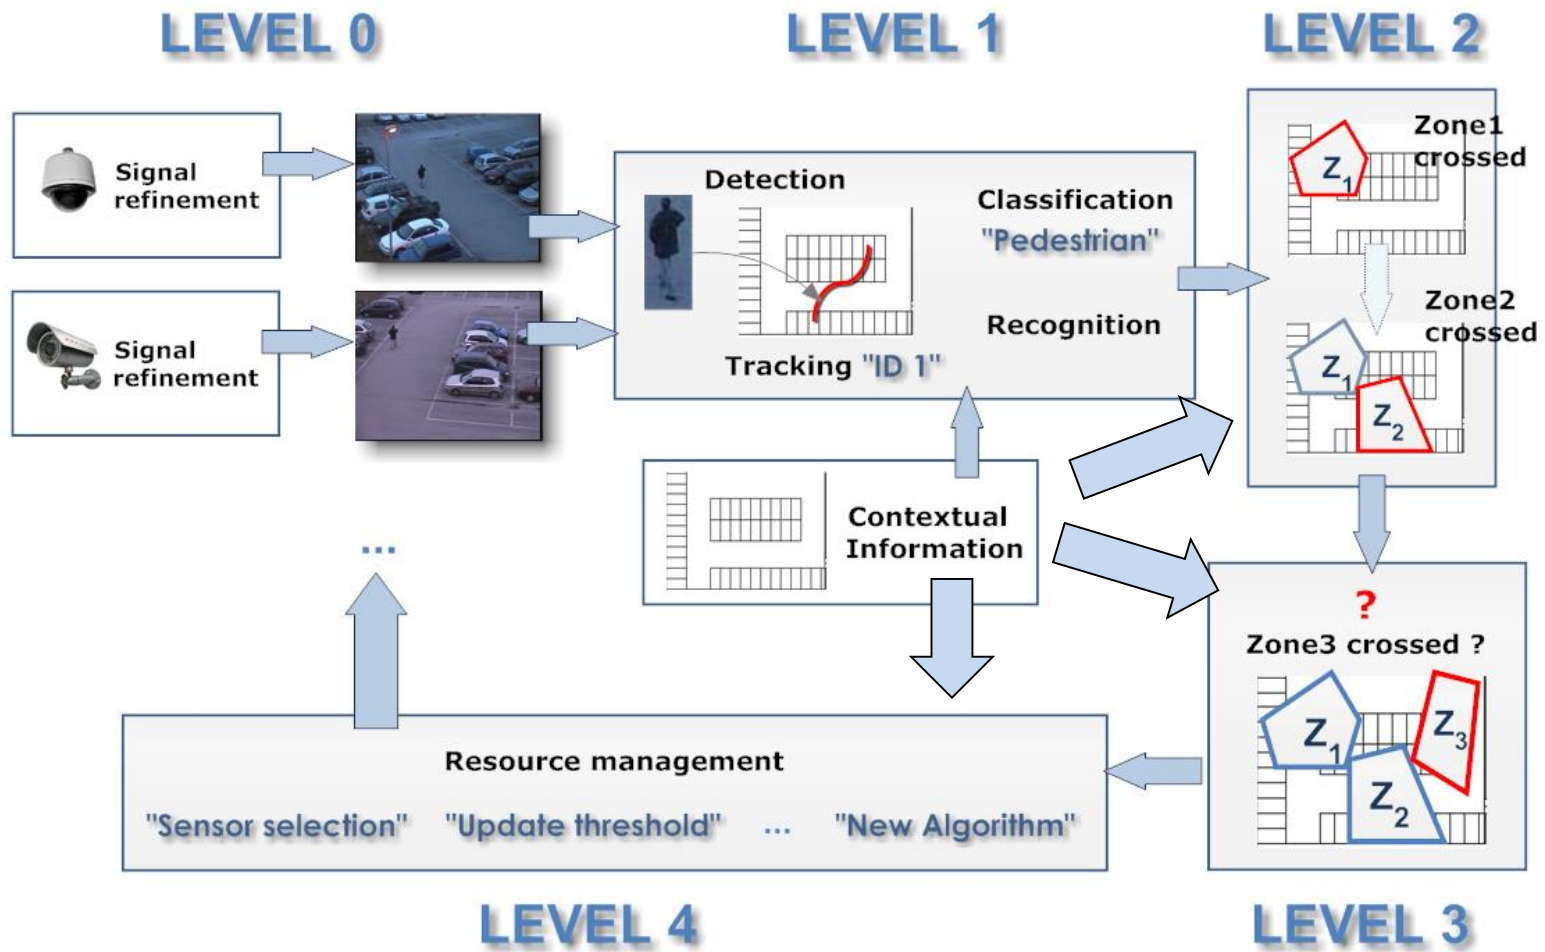 LEVEL 0
LEVEL 1
LEVEL 2
Signal
refinement
Signal
refinement
Detection
Classification
"Pedestrian"
Recognition
Tracking "ID 1"
Zone1
crossed
Z1
Zone2
crossed
Z1
Z2
Contextual
Information
...
?
Zone3 crossed ?
Z1
Z2
Z3
Resource management
"Sensor selection" "Update threshold" ... "New Algorithm"
LEVEL 4
LEVEL 3